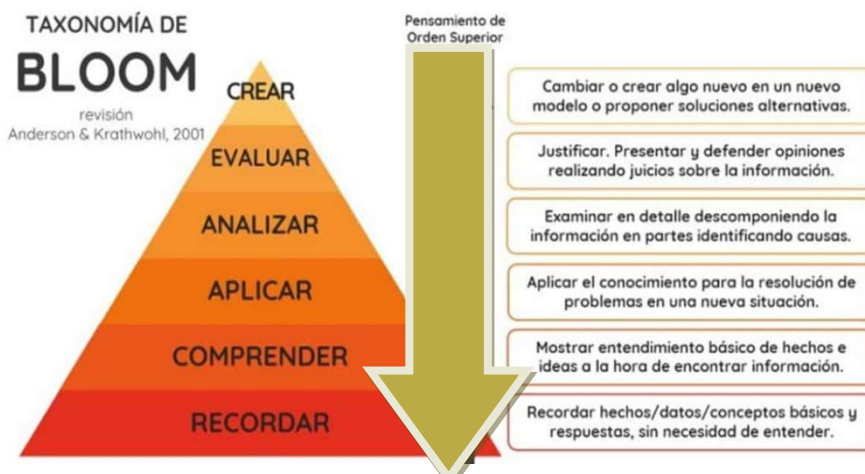 TAXONOMÍA DE
BLOOM
revisión
Anderson & Krathwohl, 2001
Pensamiento de
Orden Superior
CREAR
Cambiar o crear algo nuevo en un nuevo
modelo o proponer soluciones alternativas.
EVALUAR
Justificar. Presentar y defender opiniones
realizando juicios sobre la información.
ANALIZAR
Examinar en detalle descomponiendo la
información en partes identificando causas.
APLICAR
Aplicar el conocimiento para la resolución de
problemas en una nueva situación.
COMPRENDER
Mostrar entendimiento básico de hechos e
ideas a la hora de encontrar información.
RECORDAR
Recordar hechos/datos/conceptos básicos y
respuestas, sin necesidad de entender.